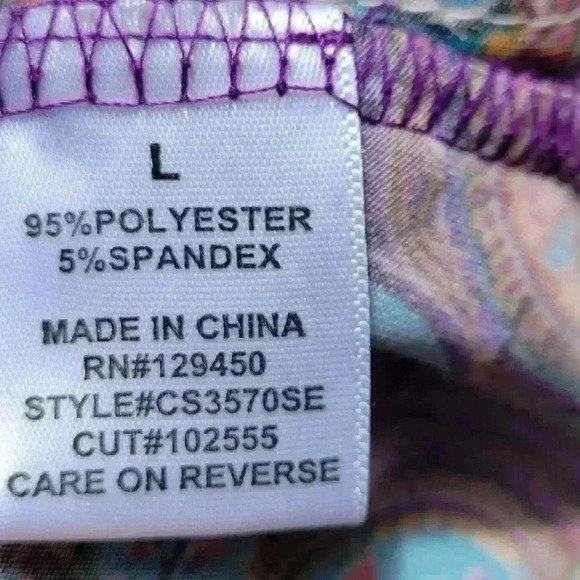 L
95%POLYESTER
5%SPANDEX
MADE IN CHINA
RN#129450
STYLE#CS3570SE
CUT#102555
CARE ON REVERSE